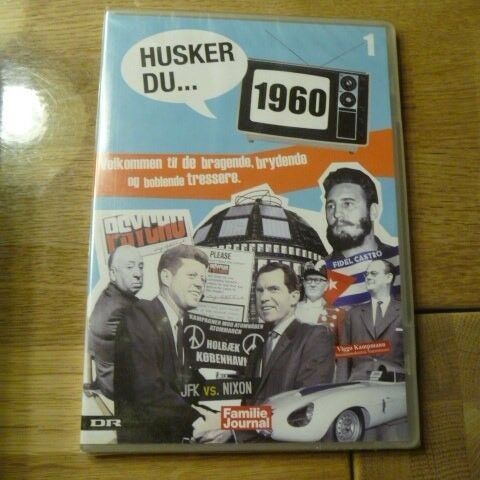 HUSKER
DU...
1
1960
Velkommen til de bragende, brydende
og boblende tressere.
PSYCHO
PLEASE
FIDEL CASTRO
KAMPAGNEN MOD ATOMVÅBEN
ATOMMARCH
HOLBÆK
KØBENHAVN
Viggo Kampmann
JFK vs. NIXON
Familie
Journal
DR